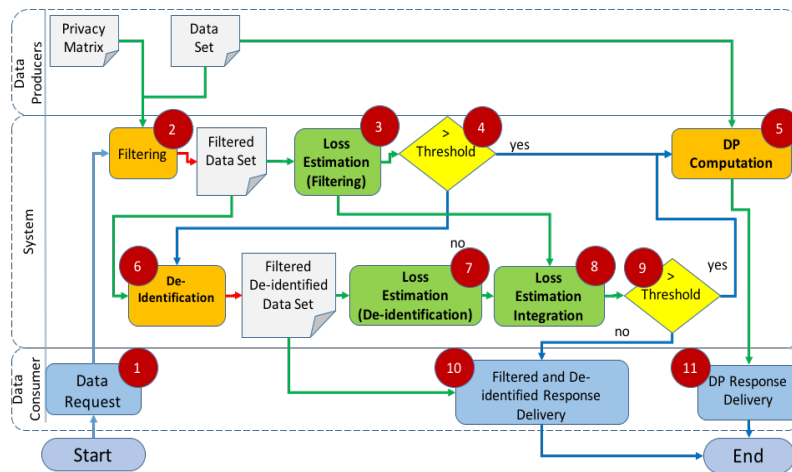 Data
Producers
Privacy
Matrix
Data
Set
System
2
Filtering
Filtered
Data Set
3
Loss
Estimation
(Filtering)
4
>
Threshold
yes
5
DP
Computation
6
De-
Identification
Filtered
De-identified
Data Set
no
7
Loss
Estimation
(De-identification)
8
Loss
Estimation
Integration
9
>
Threshold
yes
no
Data
Consumer
1
Data
Request
10
Filtered and De-
identified Response
Delivery
11
DP Response
Delivery
Start
End